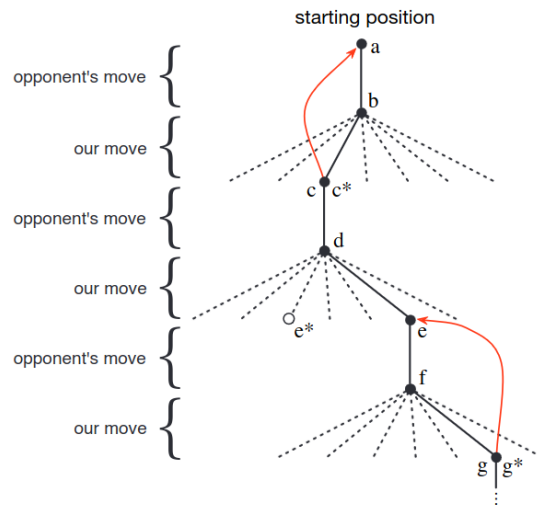 starting position
a
opponent's move
b
our move
c c*
opponent's move
d
our move
e* e
opponent's move
f
our move
g g*